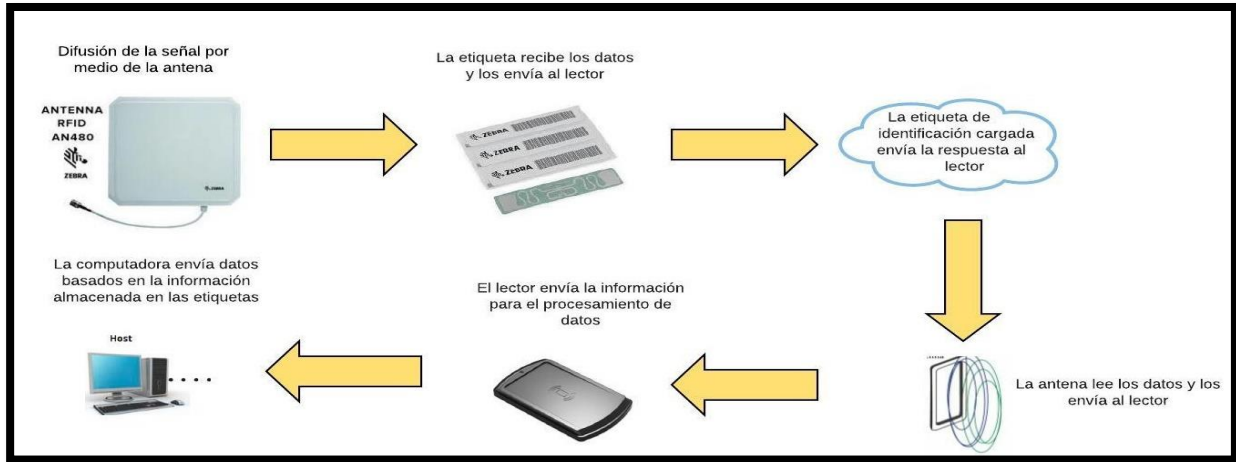 Difusión de la señal por
medio de la antena
ANTENNA
RFID
AN480
ZEBRA
ZEBRA
La etiqueta recibe los datos
y los envía al lector
ZEBRA
ZEBRA
ZEBRA
La etiqueta de
identificación cargada
envía la respuesta al
lector
La antena lee los datos y los
envía al lector
El lector envía la información
para el procesamiento de
datos
La computadora envía datos
basados en la información
almacenada en las etiquetas
Host